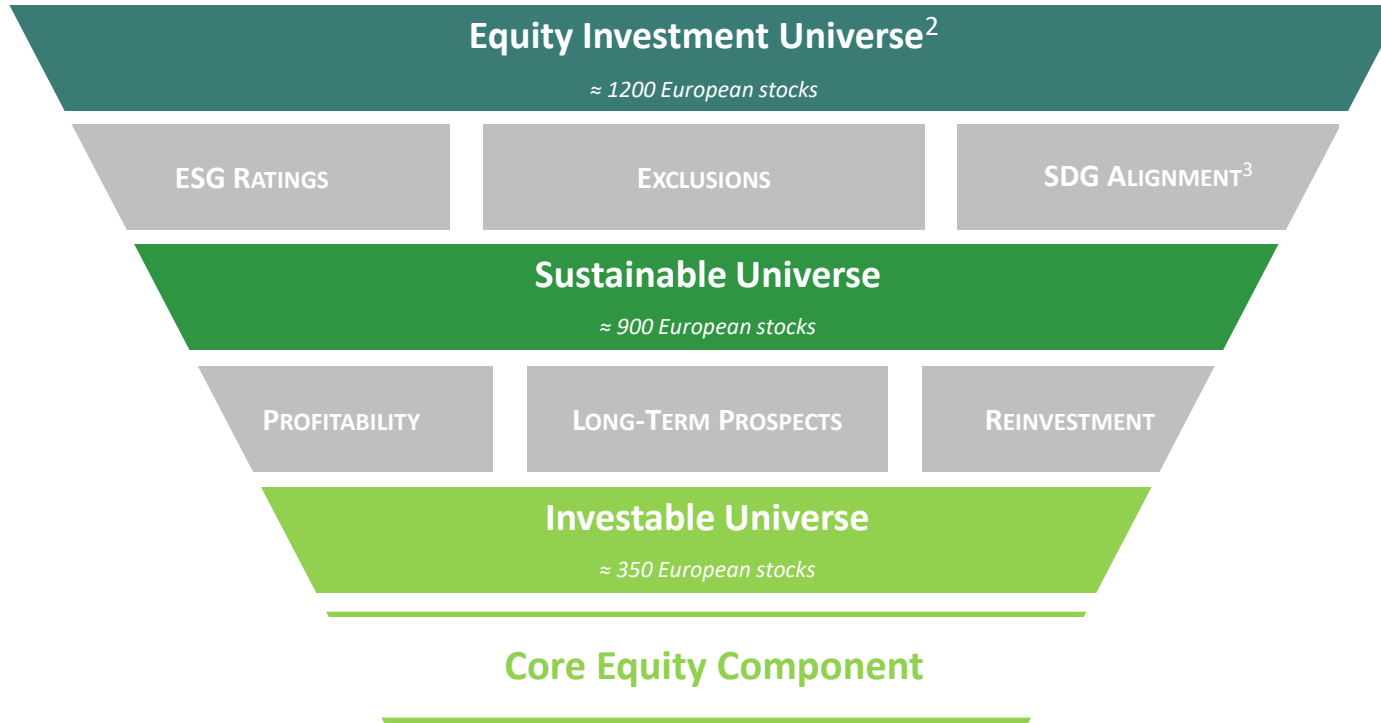 Equity Investment Universe²
≈ 1200 European stocks
ESG RATINGS
EXCLUSIONS
SDG ALIGNMENT³
Sustainable Universe
≈ 900 European stocks
PROFITABILITY
LONG-TERM PROSPECTS
REINVESTMENT
Investable Universe
≈ 350 European stocks
Core Equity Component